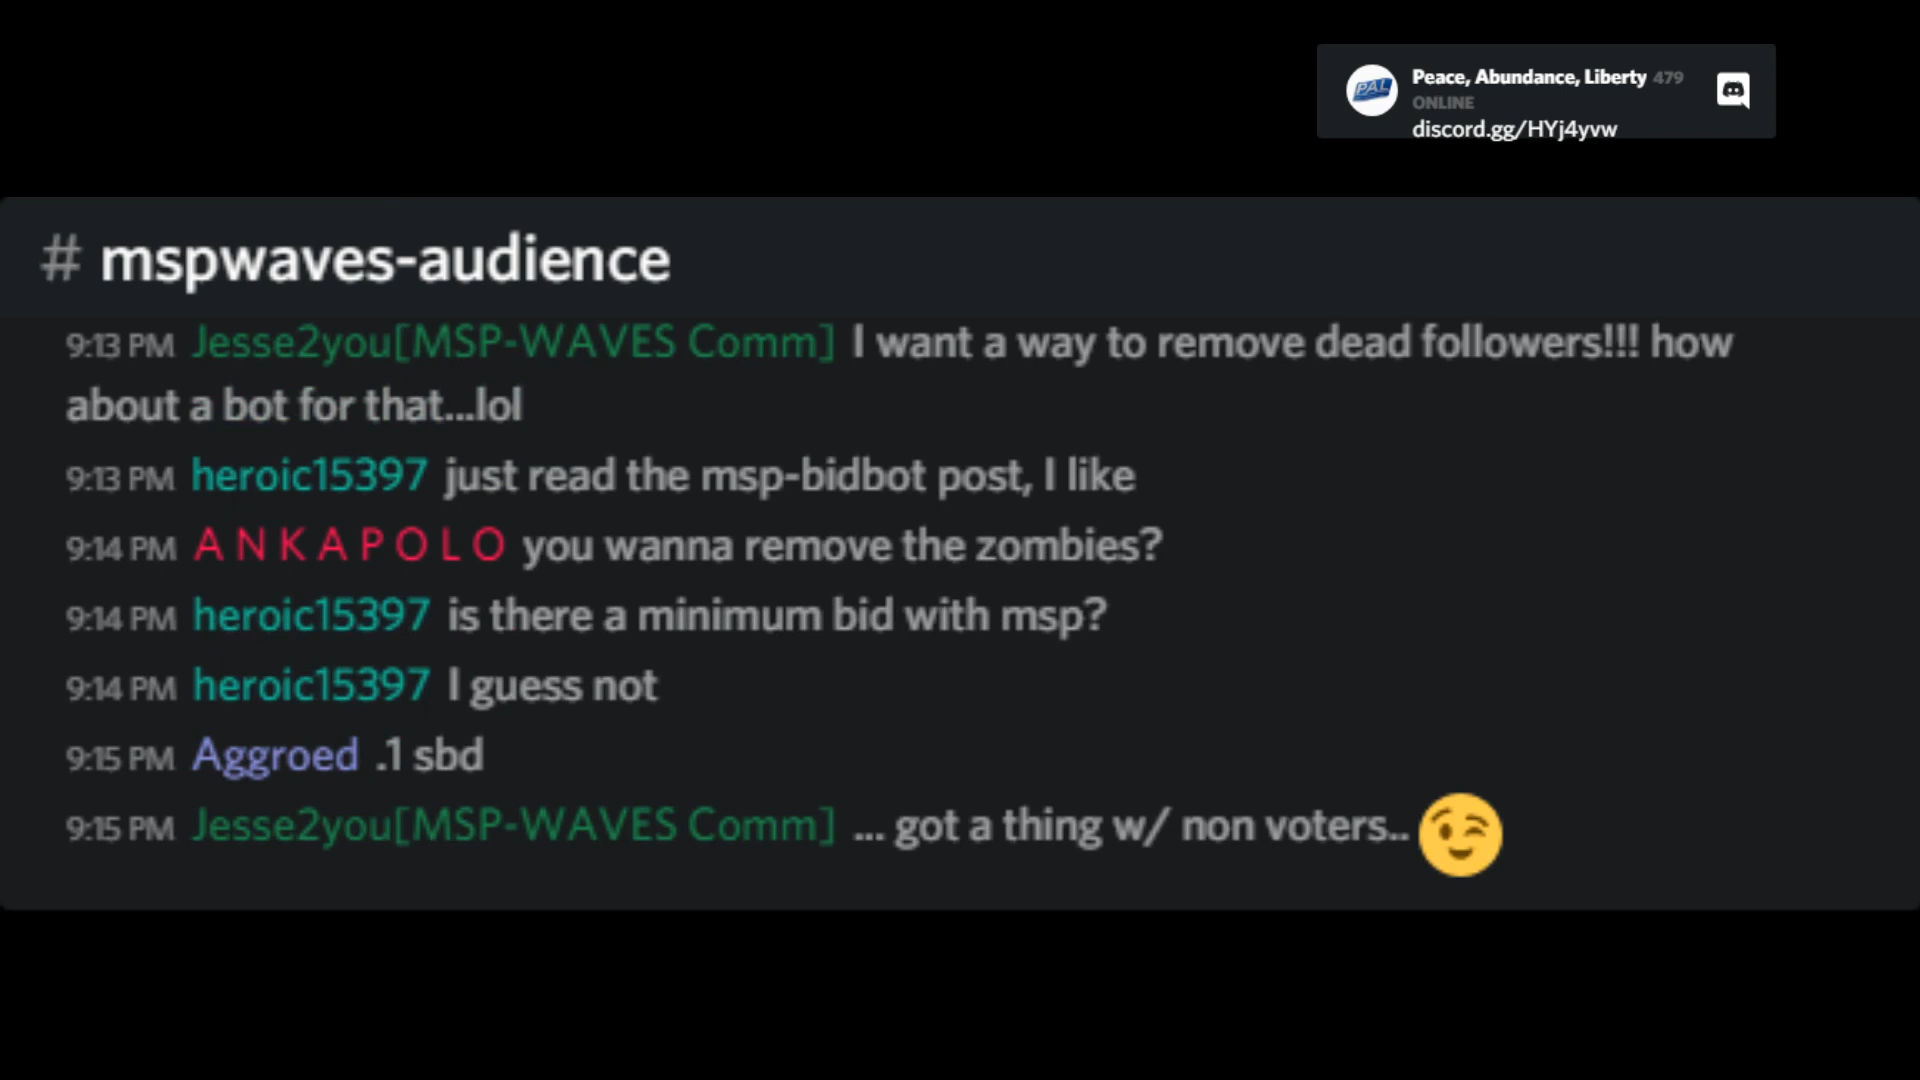 PAL Peace, Abundance, Liberty 479
ONLINE
discord.gg/HYj4yvw
# mspwaves-audience
9:13 PM Jesse2you[MSP-WAVES Comm] I want a way to remove dead followers!!! how
about a bot for that...lol
9:13 PM heroic15397 just read the msp-bidbot post, I like
9:14 PM A N K A P O L O you wanna remove the zombies?
9:14 PM heroic15397 is there a minimum bid with msp?
9:14 PM heroic15397 I guess not
9:15 PM Aggroed .1 sbd
9:15 PM Jesse2you[MSP-WAVES Comm] ... got a thing w/ non voters.. 😉